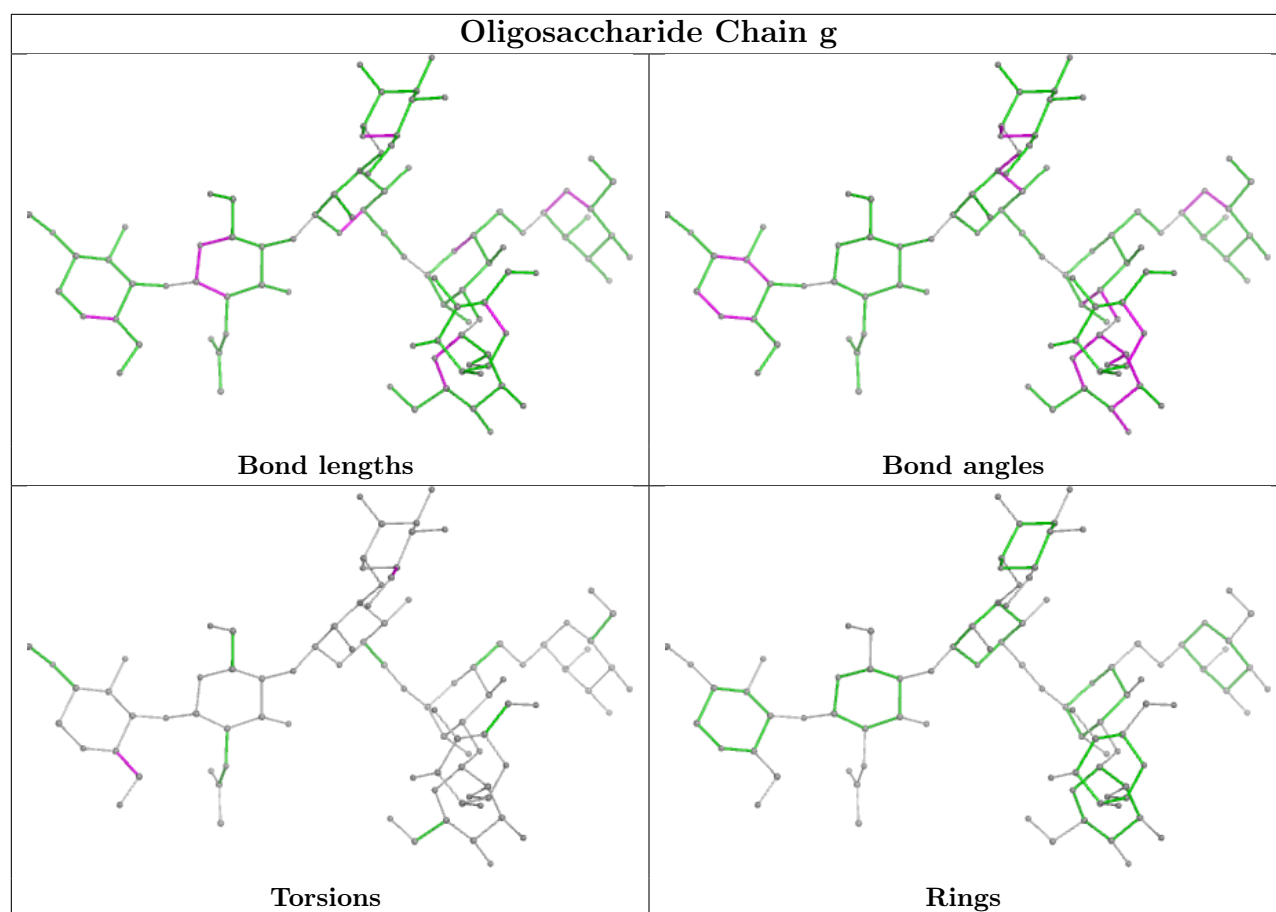 Oligosaccharide Chain g
Bond lengths
Bond angles
Torsions
Rings